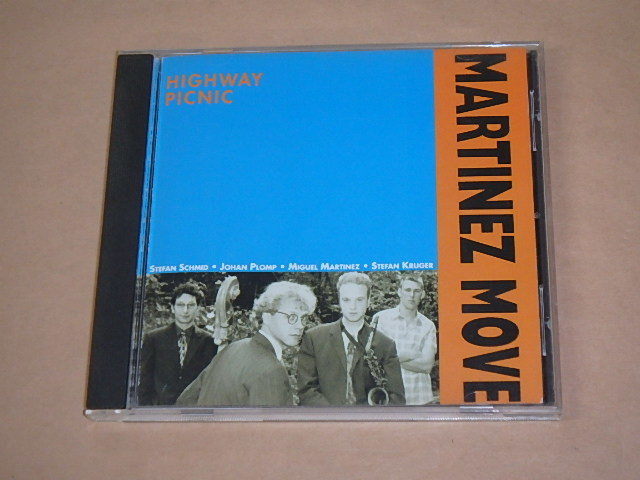 HIGHWAY
PICNIC
MARTINEZ MOVE
STEFAN SCHMID • JOHAN PLOMP • MIGUEL MARTINEZ • STEFAN KRUGER